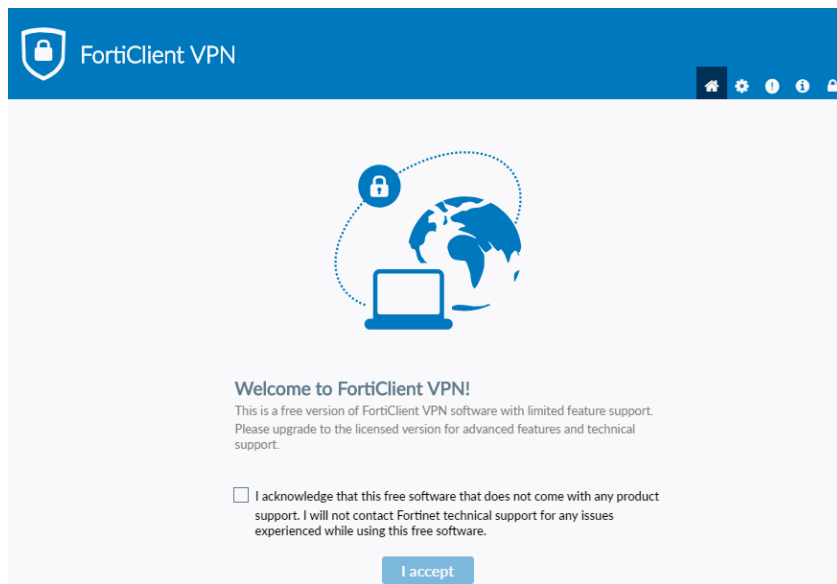 FortiClient VPN
Welcome to FortiClient VPN!
This is a free version of FortiClient VPN software with limited feature support.
Please upgrade to the licensed version for advanced features and technical
support.
I acknowledge that this free software that does not come with any product
support. I will not contact Fortinet technical support for any issues
experienced while using this free software.
I accept